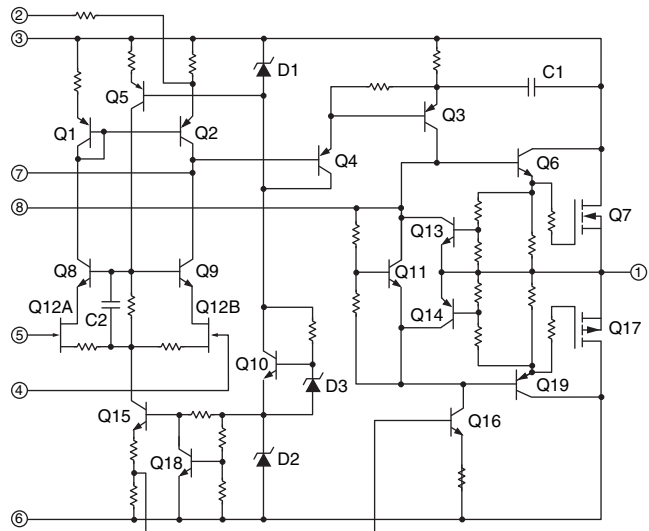 ②
③
D1
C1
Q5
Q3
Q1
Q2
Q4
Q6
⑦
⑧
Q7
Q13
Q8
Q9
Q11
①
Q12A
Q12B
C2
Q14
Q17
⑤
Q10
D3
④
Q19
Q15
Q16
Q18
D2
⑥